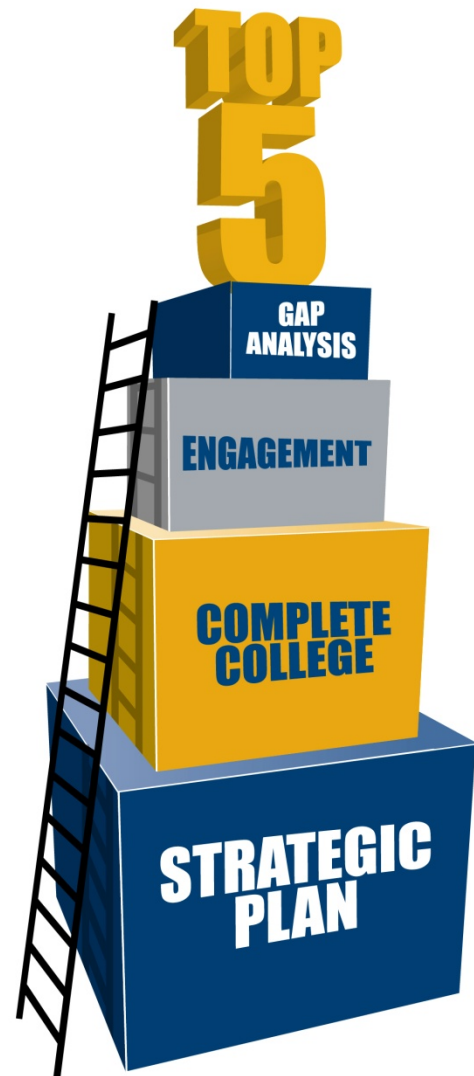 TOP
5
GAP
ANALYSIS
ENGAGEMENT
COMPLETE
COLLEGE
STRATEGIC
PLAN